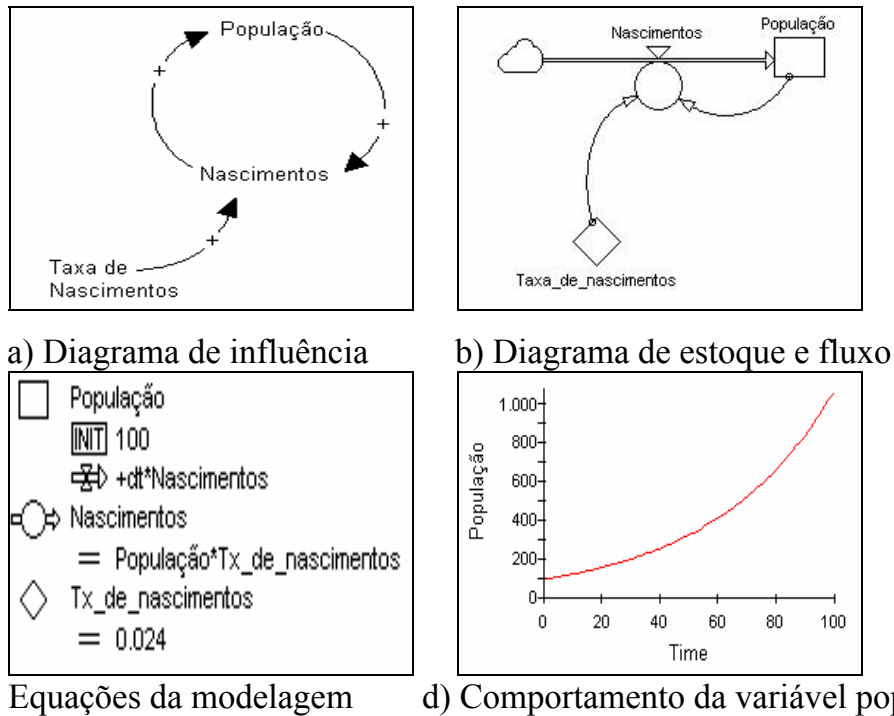 População
+
+
Nascimentos
+
Taxa de
Nascimentos
Nascimentos
População
Taxa_de_nascimentos
a) Diagrama de influência
b) Diagrama de estoque e fluxo
População
INIT 100
+dt*Nascimentos
Nascimentos
= População*Tx_de_nascimentos
Tx_de_nascimentos
= 0.024
População
1.000
800
600
400
200
0
0 20 40 60 80 100
Time
Equações da modelagem
d) Comportamento da variável pop